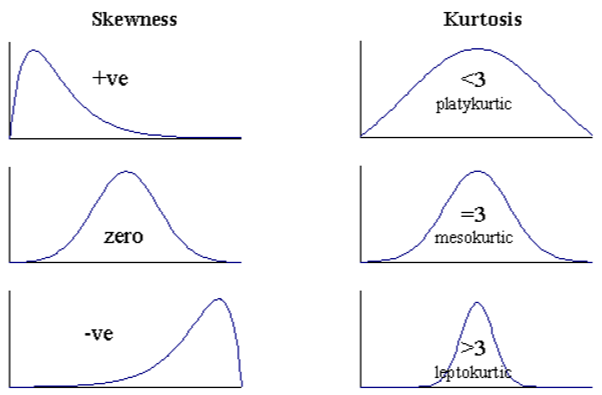 Skewness
+ve
zero
-ve
Kurtosis
<3
platykurtic
=3
mesokurtic
>3
leptokurtic